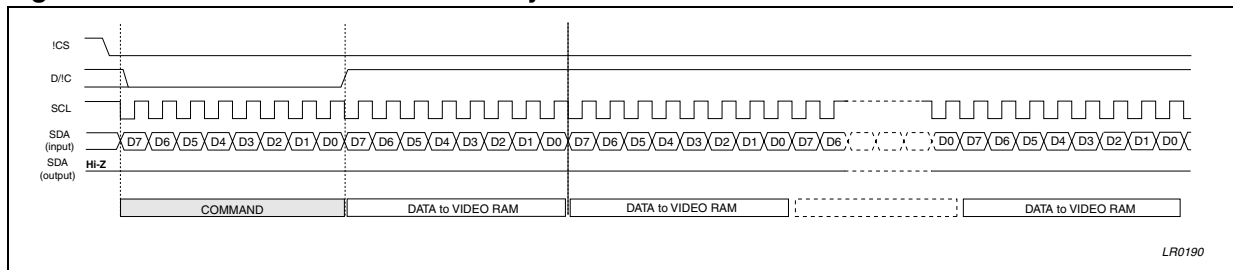 !CS
D/!C
SCL
SDA (input) D7 D6 D5 D4 D3 D2 D1 D0 D7 D6 D5 D4 D3 D2 D1 D0 D7 D6 D5 D4 D3 D2 D1 D0 D7 D6 D0 D7 D6 D5 D4 D3 D2 D1 D0
SDA (output) Hi-Z
COMMAND DATA to VIDEO RAM DATA to VIDEO RAM DATA to VIDEO RAM
LR0190